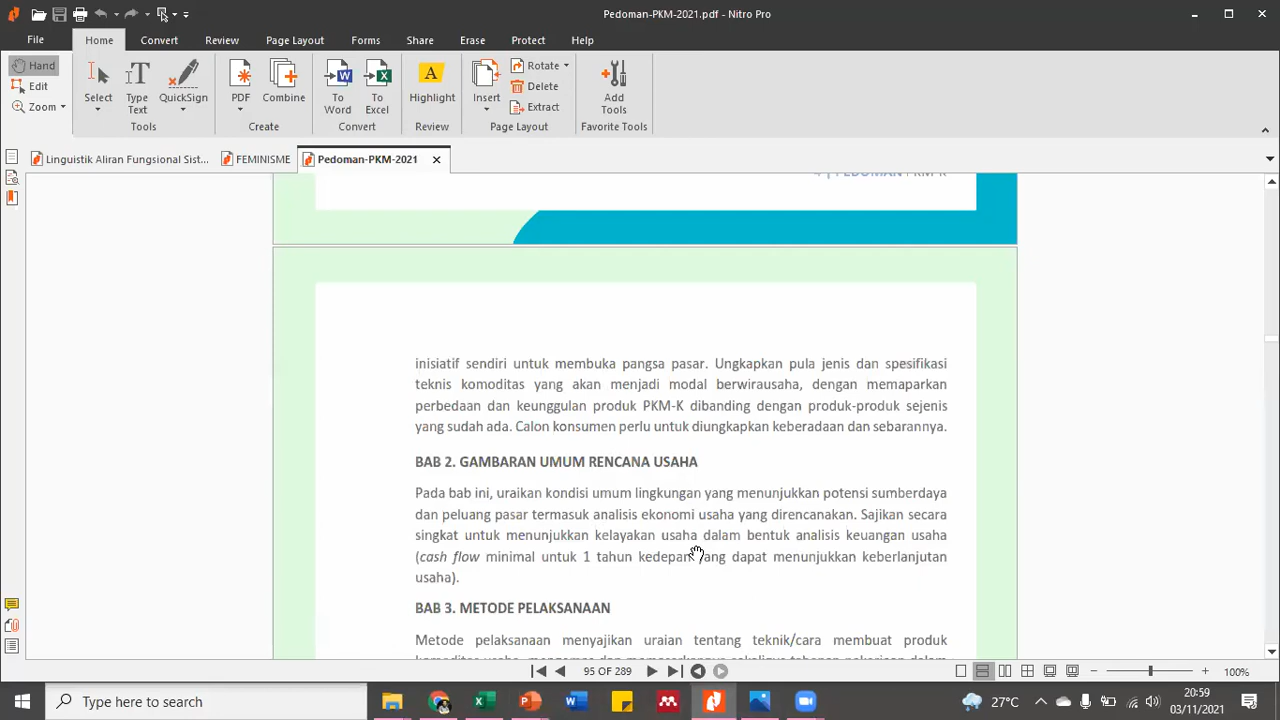 Pedoman-PKM-2021.pdf - Nitro Pro
File Home Convert Review Page Layout Forms Share Erase Protect Help
Hand
Edit
Zoom
Select
Type Text
QuickSign
Tools
PDF
Combine
Create
To Word
To Excel
Convert
Highlight
Review
Insert
Rotate
Delete
Extract
Page Layout
Add Tools
Favorite Tools
Linguistik Aliran Fungsional Sist... FEMINISME Pedoman-PKM-2021
4 | PEDOMAN PKM-K
inisiatif sendiri untuk membuka pangsa pasar. Ungkapkan pula jenis dan spesifikasi
teknis komoditas yang akan menjadi modal berwirausaha, dengan memaparkan
perbedaan dan keunggulan produk PKM-K dibanding dengan produk-produk sejenis
yang sudah ada. Calon konsumen perlu untuk diungkapkan keberadaan dan sebarannya.
BAB 2. GAMBARAN UMUM RENCANA USAHA
Pada bab ini, uraikan kondisi umum lingkungan yang menunjukkan potensi sumberdaya
dan peluang pasar termasuk analisis ekonomi usaha yang direncanakan. Sajikan secara
singkat untuk menunjukkan kelayakan usaha dalam bentuk analisis keuangan usaha
(cash flow minimal untuk 1 tahun kedepan yang dapat menunjukkan keberlanjutan
usaha).
BAB 3. METODE PELAKSANAAN
Metode pelaksanaan menyajikan uraian tentang teknik/cara membuat produk
95 OF 289
100%
Type here to search
27°C
20:59
03/11/2021